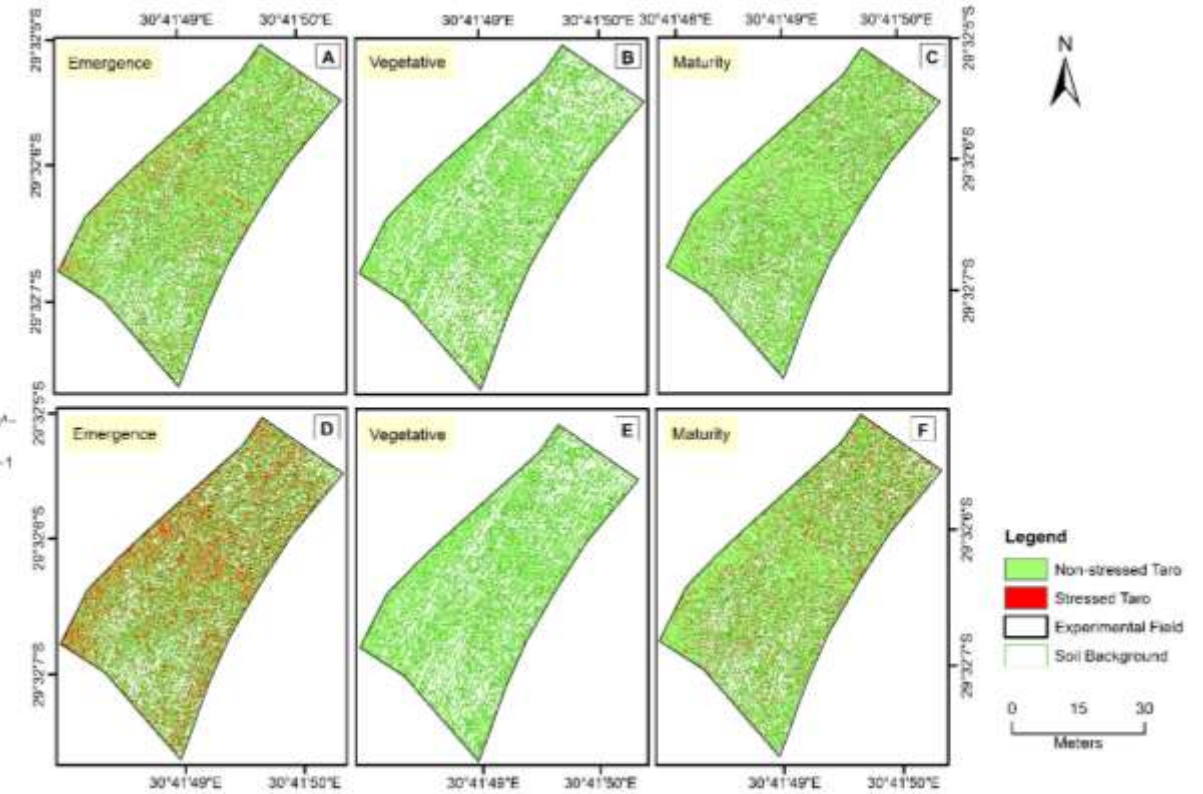 30°41'49"E 30°41'50"E 30°41'49"E 30°41'50"E 30°41'48"E 30°41'49"E 30°41'50"E
29°32'5"S
29°32'6"S
29°32'7"S
Emergence A
Vegetative B
Maturity C
N
29°32'5"S
29°32'6"S
29°32'7"S
29°32'5"S
29°32'6"S
29°32'7"S
Emergence D
Vegetative E
Maturity F
29°32'6"S
29°32'7"S
30°41'49"E 30°41'50"E 30°41'49"E 30°41'50"E 30°41'49"E 30°41'50"E
Legend
Non-stressed Taro
Stressed Taro
Experimental Field
Soil Background
0 15 30
Meters